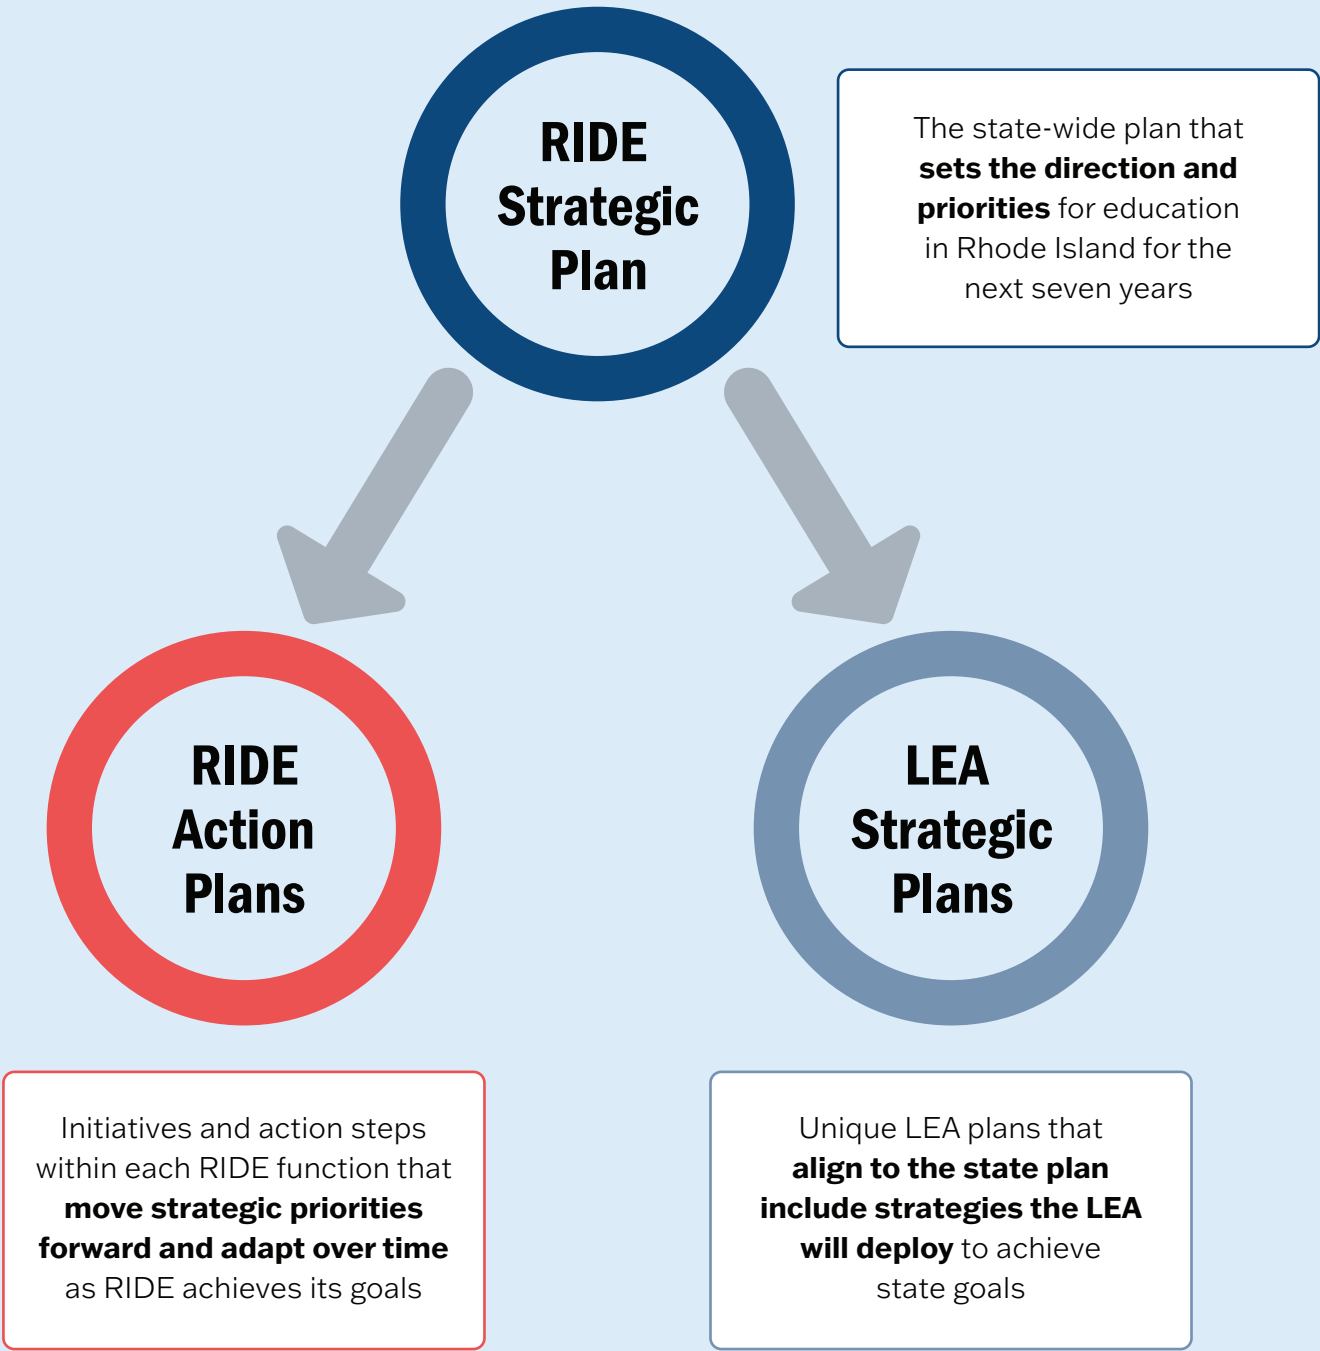 RIDE
Strategic
Plan
The state-wide plan that
sets the direction and
priorities for education
in Rhode Island for the
next seven years
RIDE
Action
Plans
LEA
Strategic
Plans
Initiatives and action steps
within each RIDE function that
move strategic priorities
forward and adapt over time
as RIDE achieves its goals
Unique LEA plans that
align to the state plan
include strategies the LEA
will deploy to achieve
state goals